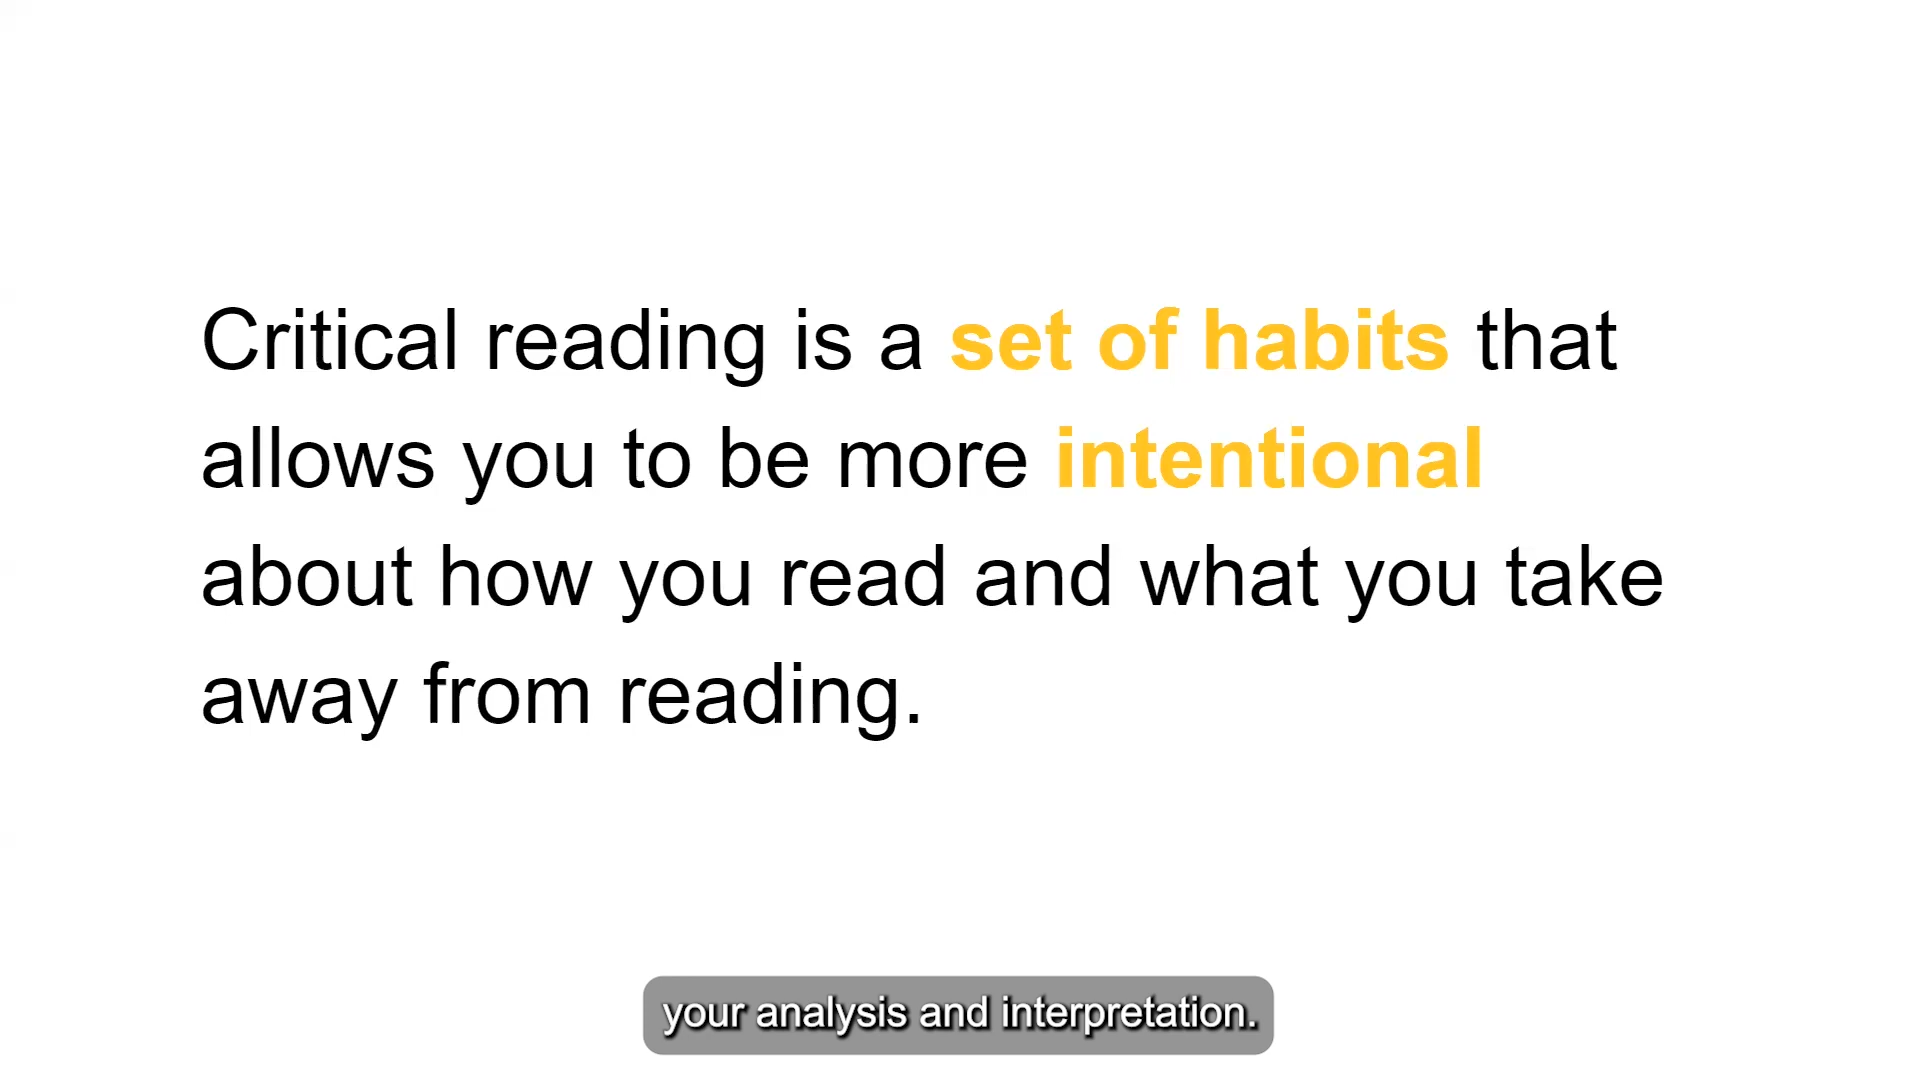 Critical reading is a set of habits that
allows you to be more intentional
about how you read and what you take
away from reading.
your analysis and interpretation.